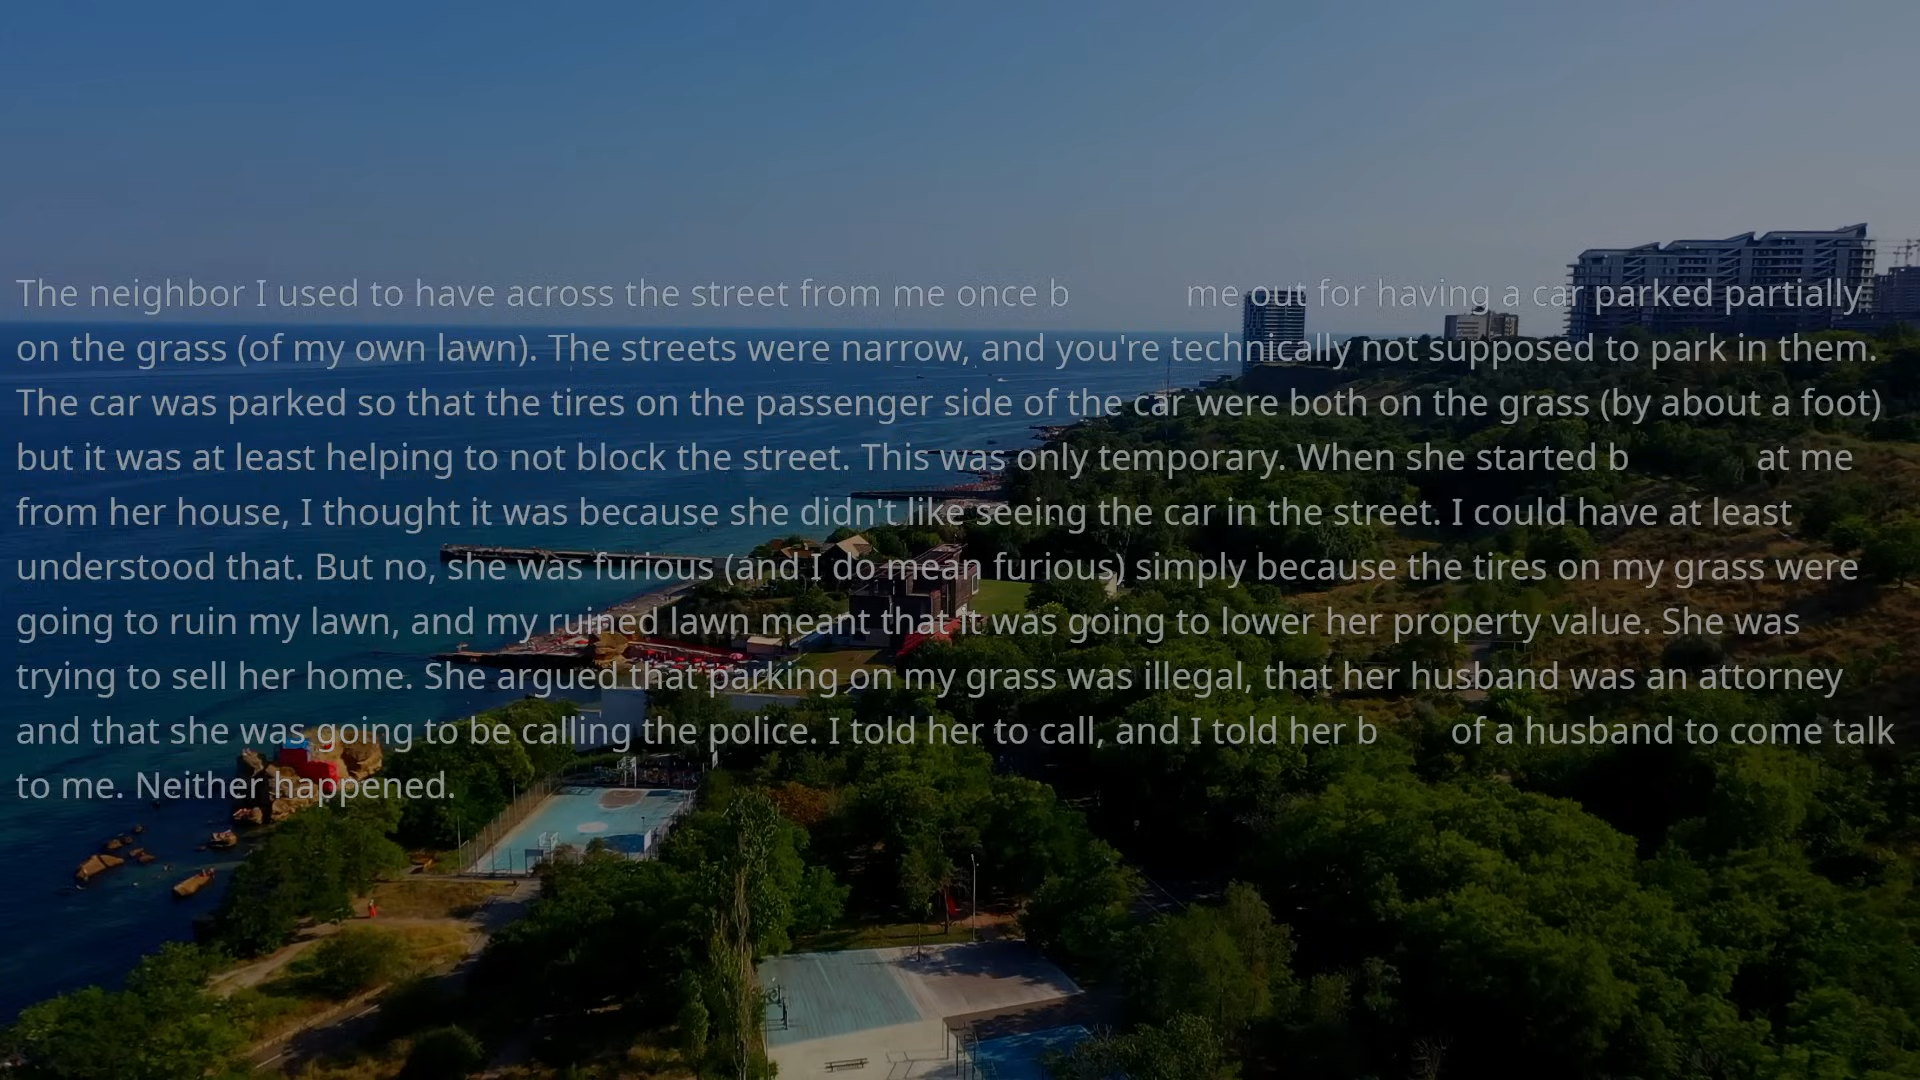 The neighbor I used to have across the street from me once b me out for having a car parked partially
on the grass (of my own lawn). The streets were narrow, and you're technically not supposed to park in them.
The car was parked so that the tires on the passenger side of the car were both on the grass (by about a foot)
but it was at least helping to not block the street. This was only temporary. When she started b at me
from her house, I thought it was because she didn't like seeing the car in the street. I could have at least
understood that. But no, she was furious (and I do mean furious) simply because the tires on my grass were
going to ruin my lawn, and my ruined lawn meant that it was going to lower her property value. She was
trying to sell her home. She argued that parking on my grass was illegal, that her husband was an attorney
and that she was going to be calling the police. I told her to call, and I told her b of a husband to come talk
to me. Neither happened.